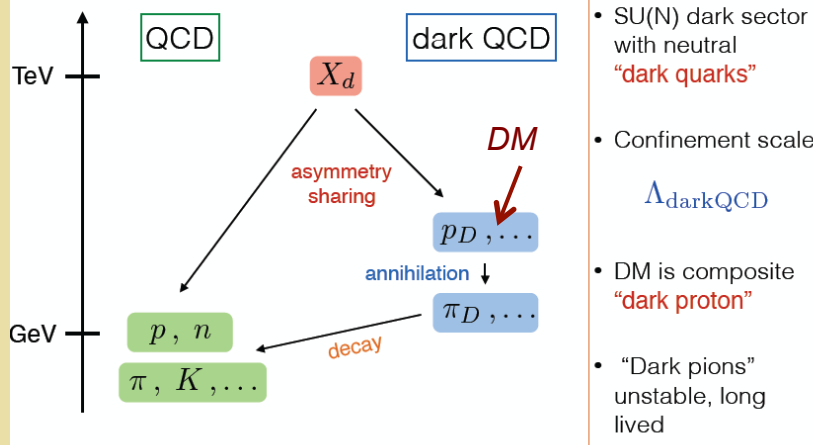 QCD
dark QCD
TeV
X_d
DM
asymmetry
sharing
p_D , ...
annihilation
π_D , ...
GeV
p , n
decay
π , K , ...
• SU(N) dark sector
with neutral
“dark quarks”
• Confinement scale
Λ_darkQCD
• DM is composite
“dark proton”
• “Dark pions”
unstable, long
lived